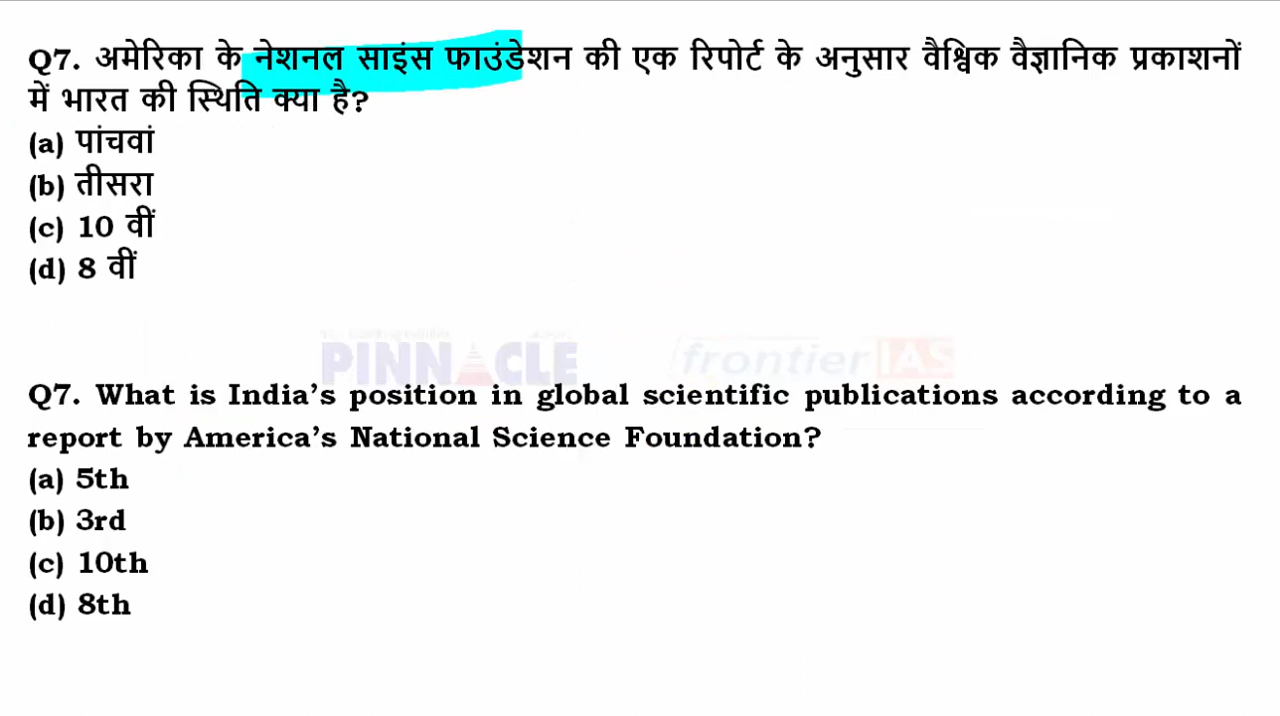 Q7. अमेरिका के नेशनल साइंस फाउंडेशन की एक रिपोर्ट के अनुसार वैश्विक वैज्ञानिक प्रकाशनों
में भारत की स्थिति क्या है?
(a) पांचवां
(b) तीसरा
(c) 10 वीं
(d) 8 वीं
PINNACLE frontier IAS
Q7. What is India's position in global scientific publications according to a
report by America's National Science Foundation?
(a) 5th
(b) 3rd
(c) 10th
(d) 8th